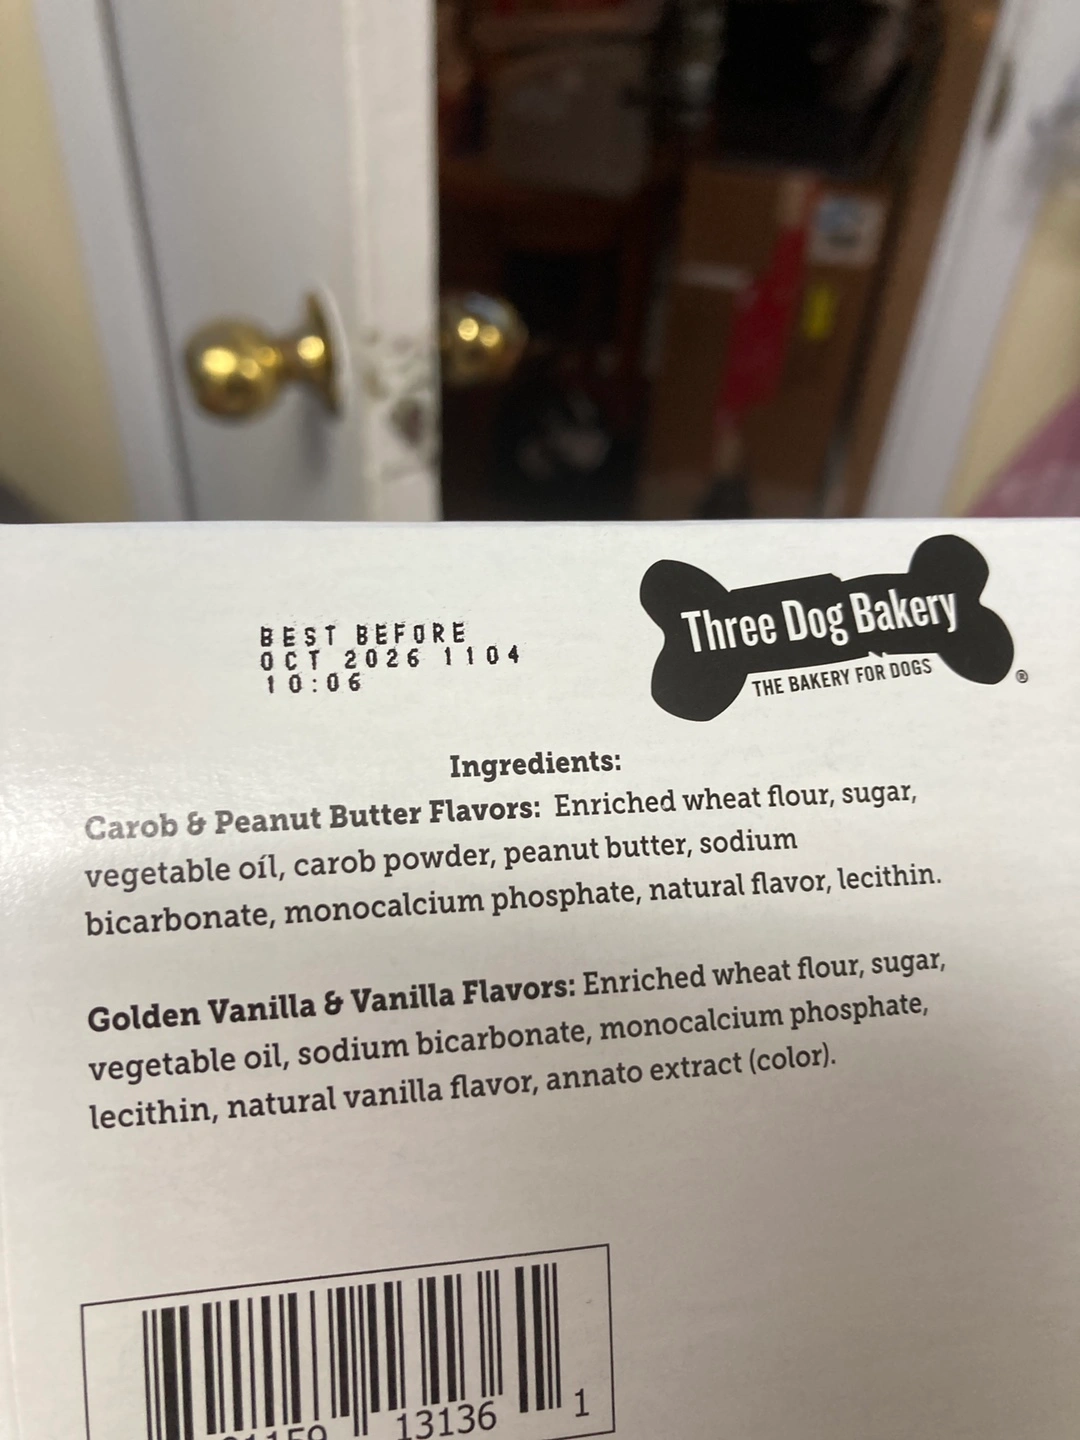 BEST BEFORE
OCT 2026 1104
10:06
Three Dog Bakery
THE BAKERY FOR DOGS
®
Ingredients:
Carob & Peanut Butter Flavors: Enriched wheat flour, sugar,
vegetable oil, carob powder, peanut butter, sodium
bicarbonate, monocalcium phosphate, natural flavor, lecithin.
Golden Vanilla & Vanilla Flavors: Enriched wheat flour, sugar,
vegetable oil, sodium bicarbonate, monocalcium phosphate,
lecithin, natural vanilla flavor, annato extract (color).
13136 1